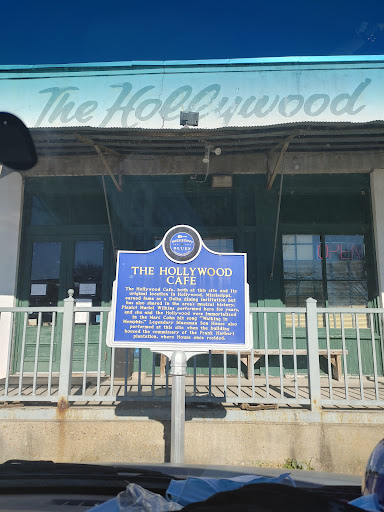 The Hollywood
OPEN
MISSISSIPPI
BLUES
THE HOLLYWOOD
CAFE
The Hollywood Cafe, both at this site and its
original location in Hollywood, Mississippi,
earned fame as a Delta dining institution but
has also shared in the area's musical history.
Pianist Muriel Wilkins performed here for years,
and she and the Hollywood were immortalized
in the Marc Cohn hit song "Walking in
Memphis." Legendary bluesman Son House also
performed at this site when the building
housed the commissary of the Frank Harbert
plantation, where House once resided.